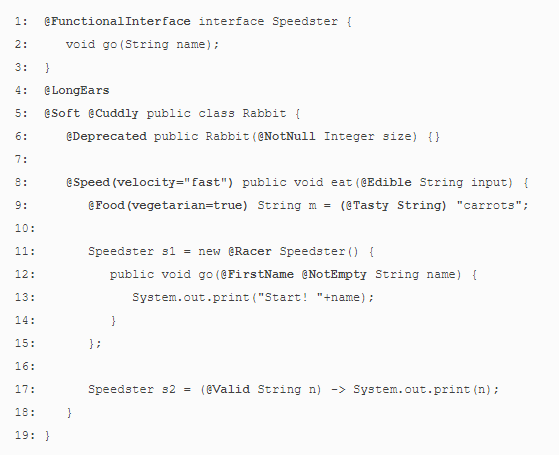 1: @FunctionalInterface interface Speedster {
2:    void go(String name);
3: }
4: @LongEars
5: @Soft @Cuddly public class Rabbit {
6:    @Deprecated public Rabbit(@NotNull Integer size) {}
7:
8:    @Speed(velocity="fast") public void eat(@Edible String input) {
9:       @Food(vegetarian=true) String m = (@Tasty String) "carrots";
10:
11:       Speedster s1 = new @Racer Speedster() {
12:          public void go(@FirstName @NotEmpty String name) {
13:             System.out.print("Start! "+name);
14:          }
15:       };
16:
17:       Speedster s2 = (@Valid String n) -> System.out.print(n);
18:    }
19: }